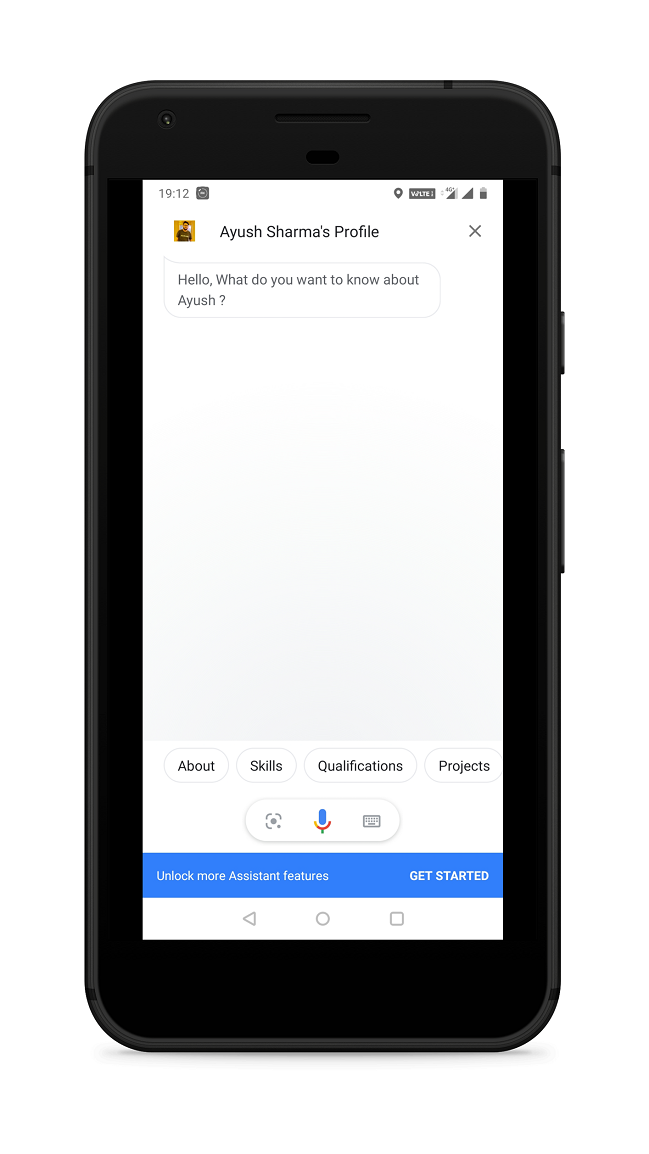 19:12 VoLTE 4G+
Ayush Sharma's Profile
Hello, What do you want to know about
Ayush ?
About Skills Qualifications Projects
Unlock more Assistant features GET STARTED